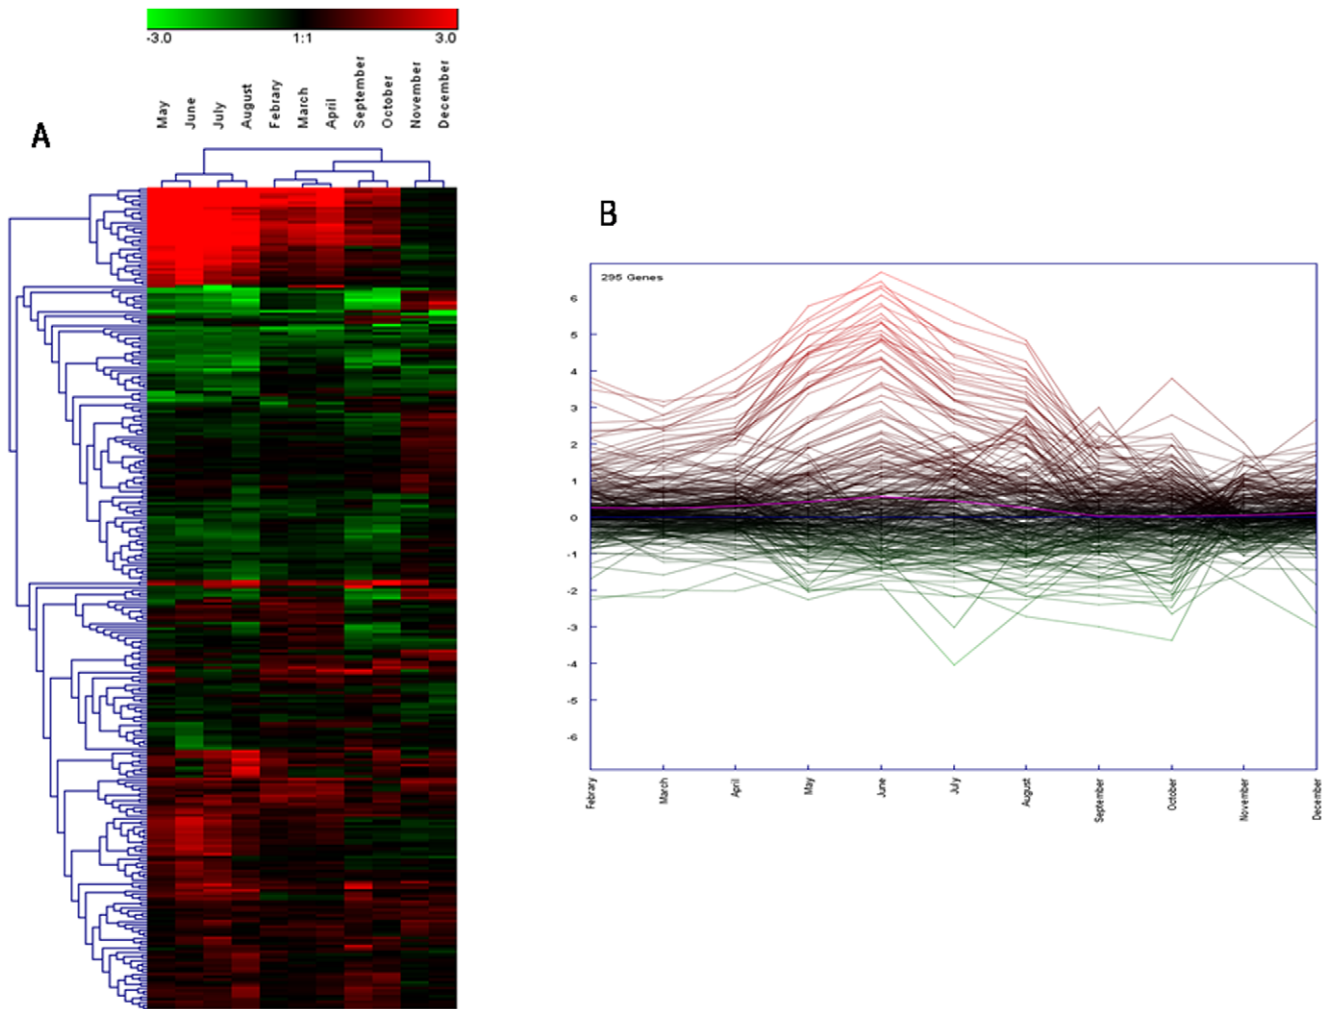 -3.0 1:1 3.0
May June July August Febrary March April September October November December
A
B
295 Genes
6
5
4
3
2
1
0
-1
-2
-3
-4
-5
-6
Febrary March April May June July August September October November December